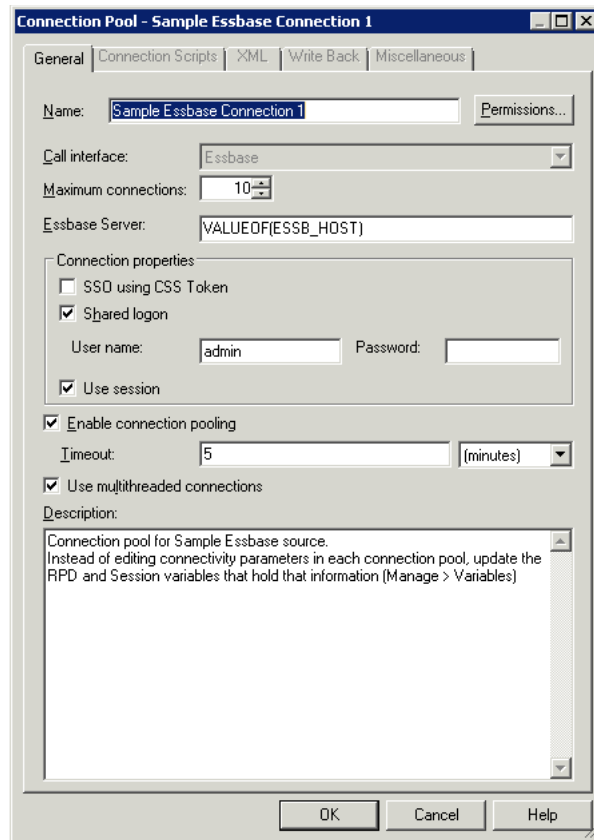 Connection Pool - Sample Essbase Connection 1
General Connection Scripts XML Write Back Miscellaneous
Name: Sample Essbase Connection 1 Permissions...
Call interface: Essbase
Maximum connections: 10
Essbase Server: VALUEOF(ESSB_HOST)
Connection properties
SSO using CSS Token
Shared logon
User name: admin Password:
Use session
Enable connection pooling
Timeout: 5 (minutes)
Use multithreaded connections
Description:
Connection pool for Sample Essbase source.
Instead of editing connectivity parameters in each connection pool, update the
RPD and Session variables that hold that information (Manage > Variables)
OK Cancel Help